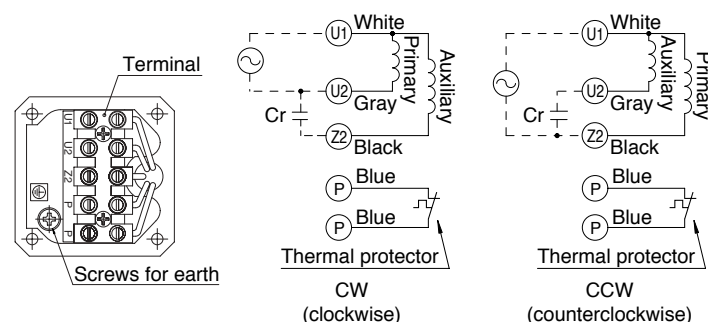 Terminal
U1
U2
Z2
P
P
Screws for earth
U1 White
Primary
Auxiliary
U2 Gray
Cr
Z2 Black
P Blue
P Blue
Thermal protector
CW
(clockwise)
U1 White
Auxiliary
Primary
U2 Gray
Cr
Z2 Black
P Blue
P Blue
Thermal protector
CCW
(counterclockwise)